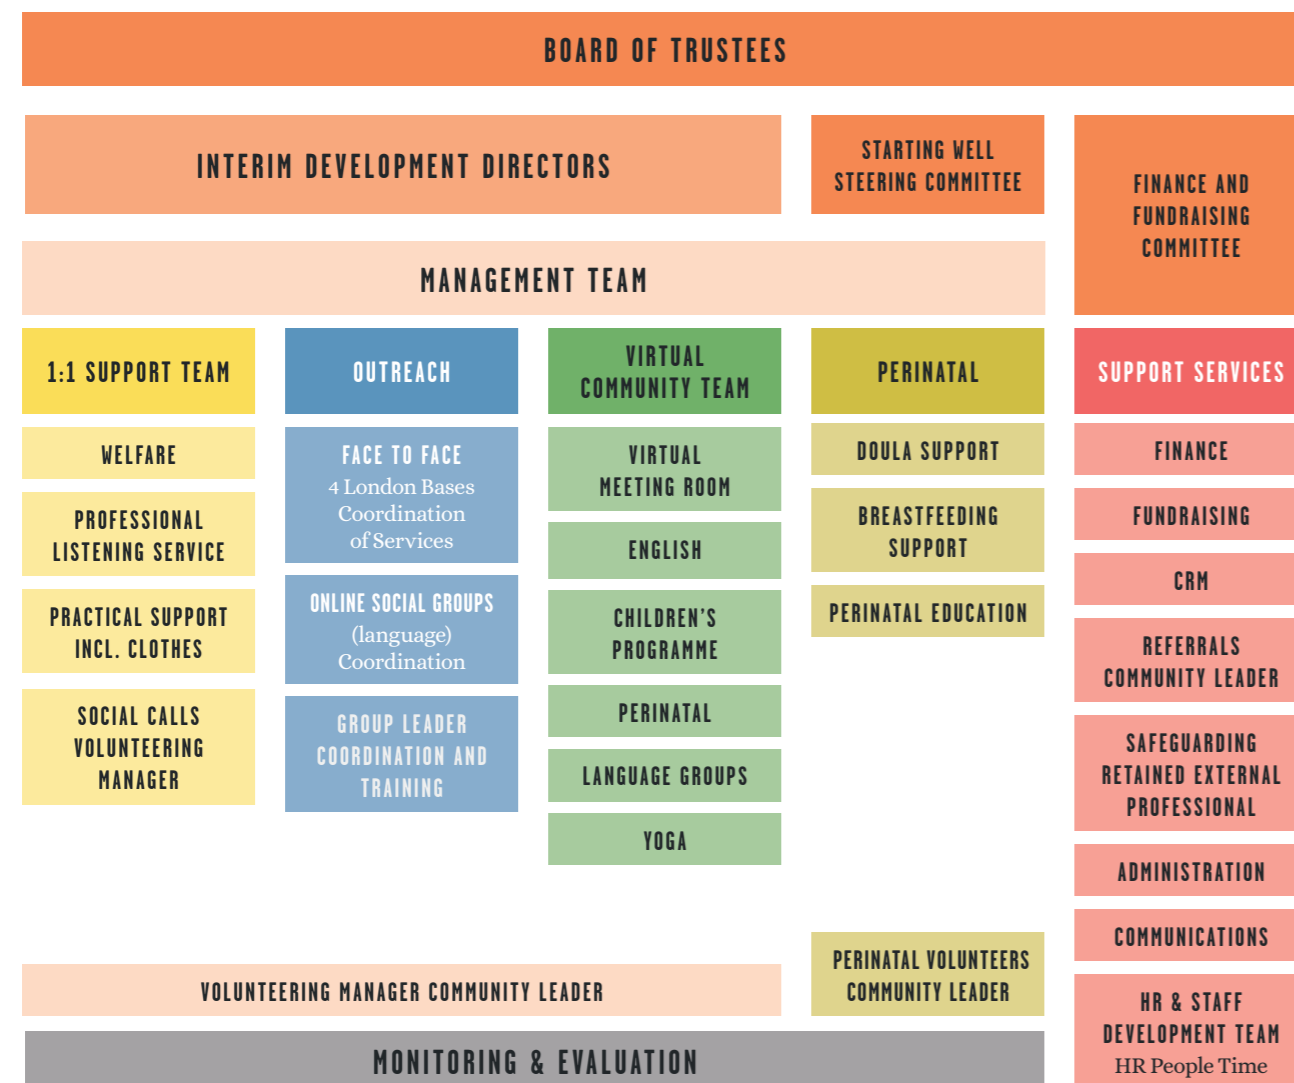 BOARD OF TRUSTEES
INTERIM DEVELOPMENT DIRECTORS
STARTING WELL
STEERING COMMITTEE
FINANCE AND
FUNDRAISING
COMMITTEE
MANAGEMENT TEAM
1:1 SUPPORT TEAM
WELFARE
PROFESSIONAL
LISTENING SERVICE
PRACTICAL SUPPORT
INCL. CLOTHES
SOCIAL CALLS
VOLUNTEERING
MANAGER
OUTREACH
FACE TO FACE
4 London Bases
Coordination
of Services
ONLINE SOCIAL GROUPS
(language)
Coordination
GROUP LEADER
COORDINATION AND
TRAINING
VIRTUAL
COMMUNITY TEAM
VIRTUAL
MEETING ROOM
ENGLISH
CHILDREN'S
PROGRAMME
PERINATAL
LANGUAGE GROUPS
YOGA
PERINATAL
DOULA SUPPORT
BREASTFEEDING
SUPPORT
PERINATAL EDUCATION
PERINATAL VOLUNTEERS
COMMUNITY LEADER
SUPPORT SERVICES
FINANCE
FUNDRAISING
CRM
REFERRALS
COMMUNITY LEADER
SAFEGUARDING
RETAINED EXTERNAL
PROFESSIONAL
ADMINISTRATION
COMMUNICATIONS
HR & STAFF
DEVELOPMENT TEAM
HR People Time
VOLUNTEERING MANAGER COMMUNITY LEADER
MONITORING & EVALUATION